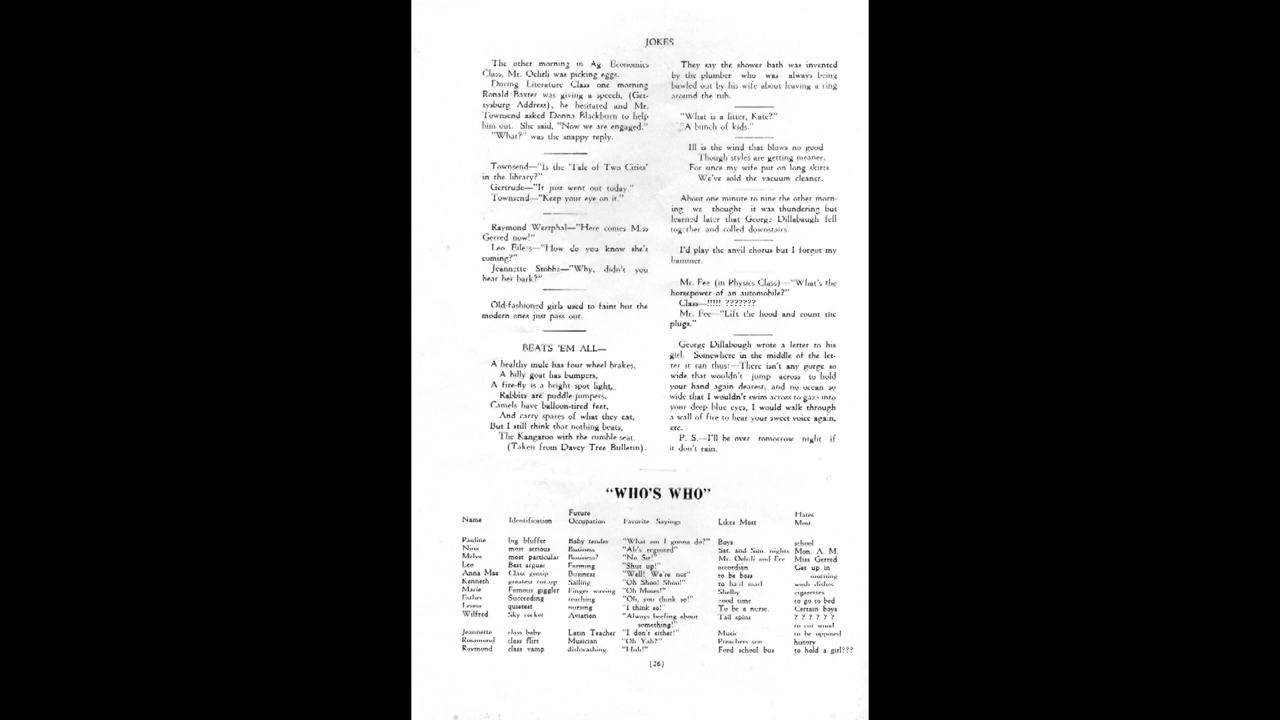 JOKES
The other morning in Ag. Economics
Class, Mr. Oehrli was picking eggs.
During Literature Class one morning
Ronald Baxter was giving a speech, (Get-
tysburg Address), he hesitated and Mr.
Townsend asked Donna Blackburn to help
him out. She said, "Now we are engaged."
"What?" was the snappy reply.
Townsend—"Is the 'Tale of Two Cities'
in the library?"
Gertrude—"It just went out today."
Townsend—"Keep your eye on it."
Raymond Westphal—"Here comes Miss
Gerred now!"
Leo Eilers—"How do you know she's
coming?"
Jeannette Stobbe—"Why, didn't you
hear her bark?"
Old-fashioned girls used to faint but the
modern ones just pass out.
BEATS 'EM ALL—
A healthy mule has four wheel brakes,
A billy goat has bumpers,
A fire-fly is a bright spot light,
Rabbits are puddle-jumpers,
Camels have balloon-tired feet,
And carry spares of what they eat,
But I still think that nothing beats,
The Kangaroo with the rumble-seat.
(Taken from Davey Tree Bulletin).
They say the shower bath was invented
by the plumber who was always being
bawled out by his wife about leaving a ring
around the tub.
"What is a litter, Kate?"
"A bunch of kids."
Ill is the wind that blows no good
Though styles are getting meaner,
For since my wife put on long skirts
We've sold the vacuum cleaner.
About one minute to nine the other morn-
ing we thought it was thundering but
learned later that George Dillabaugh fell
together and rolled downstairs.
I'd play the anvil chorus but I forgot my
hammer.
Mr. Fee (in Physics Class)—"What's the
horsepower of an automobile?"
Class—!!!!! ???????
Mr. Fee—"Lift the hood and count the
plugs."
George Dillabough wrote a letter to his
girl. Somewhere in the middle of the let-
ter it ran thus:—There isn't any gorge so
wide that wouldn't jump across to hold
your hand again dearest, and no ocean so
wide that I wouldn't swim across to gaze into
your deep blue eyes, I would walk through
a wall of fire to hear your sweet voice again,
etc.
P. S.—I'll be over tomorrow night if
it don't rain.
"WHO'S WHO"
Name Identification Future Occupation Favorite Sayings Likes Most Hates Most
Pauline big bluffer Baby tender "What am I gonna do?" Boys school
Nina most serious Business "Ah's regusted" Sat. and Sun. nights Mon. A. M.
Melva most particular Business? "No Sir!" Mr. Oehrli and Fee Miss Gerred
Leo Best arguer Farming "Shut up!" accordian Get up in morning
Anna Mae Class gossip Business "Well! We're not" to be boss
Kenneth greatest cut-up Sailing "Oh Shoo! Shoo!" wash dishes
Marie Famous giggler Finger waving "Oh Moses!" Shelby cigarettes
Esther Succeeding teaching "Oh, you think so!" good time to go to bed
quietest nursing "I think so!" To be a nurse. Certain boys
Wilfred Sky rocket Aviation "Always beefing about something!" Tail spins ? ? ? ? ? ?
to cut wood
Jeannette class baby Latin Teacher "I don't either!" Music to be opposed
Rosamond class flirt Musician "Oh Yah?" Preachers son history
Raymond class vamp dishwashing. "Huh!" Ford school bus to hold a girl???
[26]